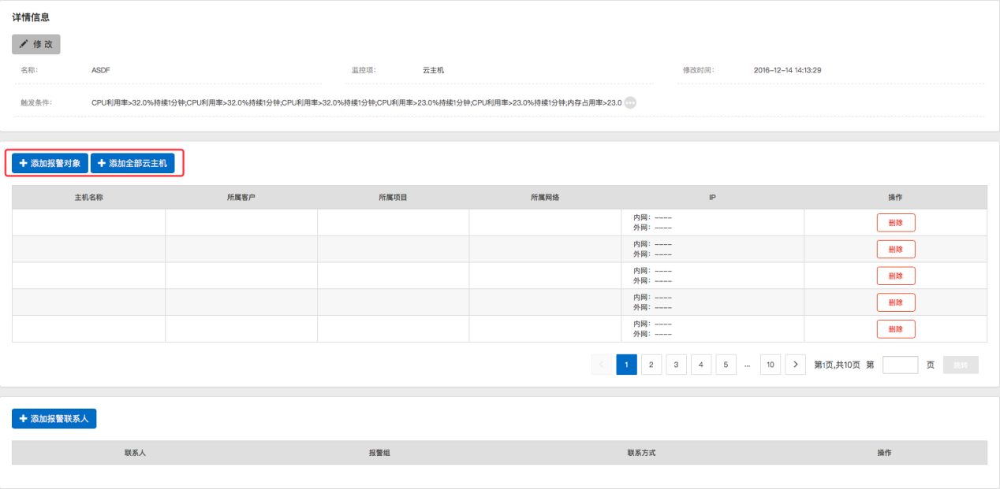 详情信息
修 改
名称: ASDF 监控项: 云主机 修改时间: 2016-12-14 14:13:29
触发条件: CPU利用率>32.0%持续1分钟;CPU利用率>32.0%持续1分钟;CPU利用率>32.0%持续1分钟;CPU利用率>23.0%持续1分钟;CPU利用率>23.0%持续1分钟;内存占用率>23.0
添加报警对象 添加全部云主机
主机名称 所属客户 所属项目 所属网络 IP 操作
内网: ---- 删除
外网: ----
内网: ---- 删除
外网: ----
内网: ---- 删除
外网: ----
内网: ---- 删除
外网: ----
内网: ---- 删除
外网: ----
1 2 3 4 5 ... 10 第1页,共10页 第 页 跳转
添加报警联系人
联系人 报警组 联系方式 操作